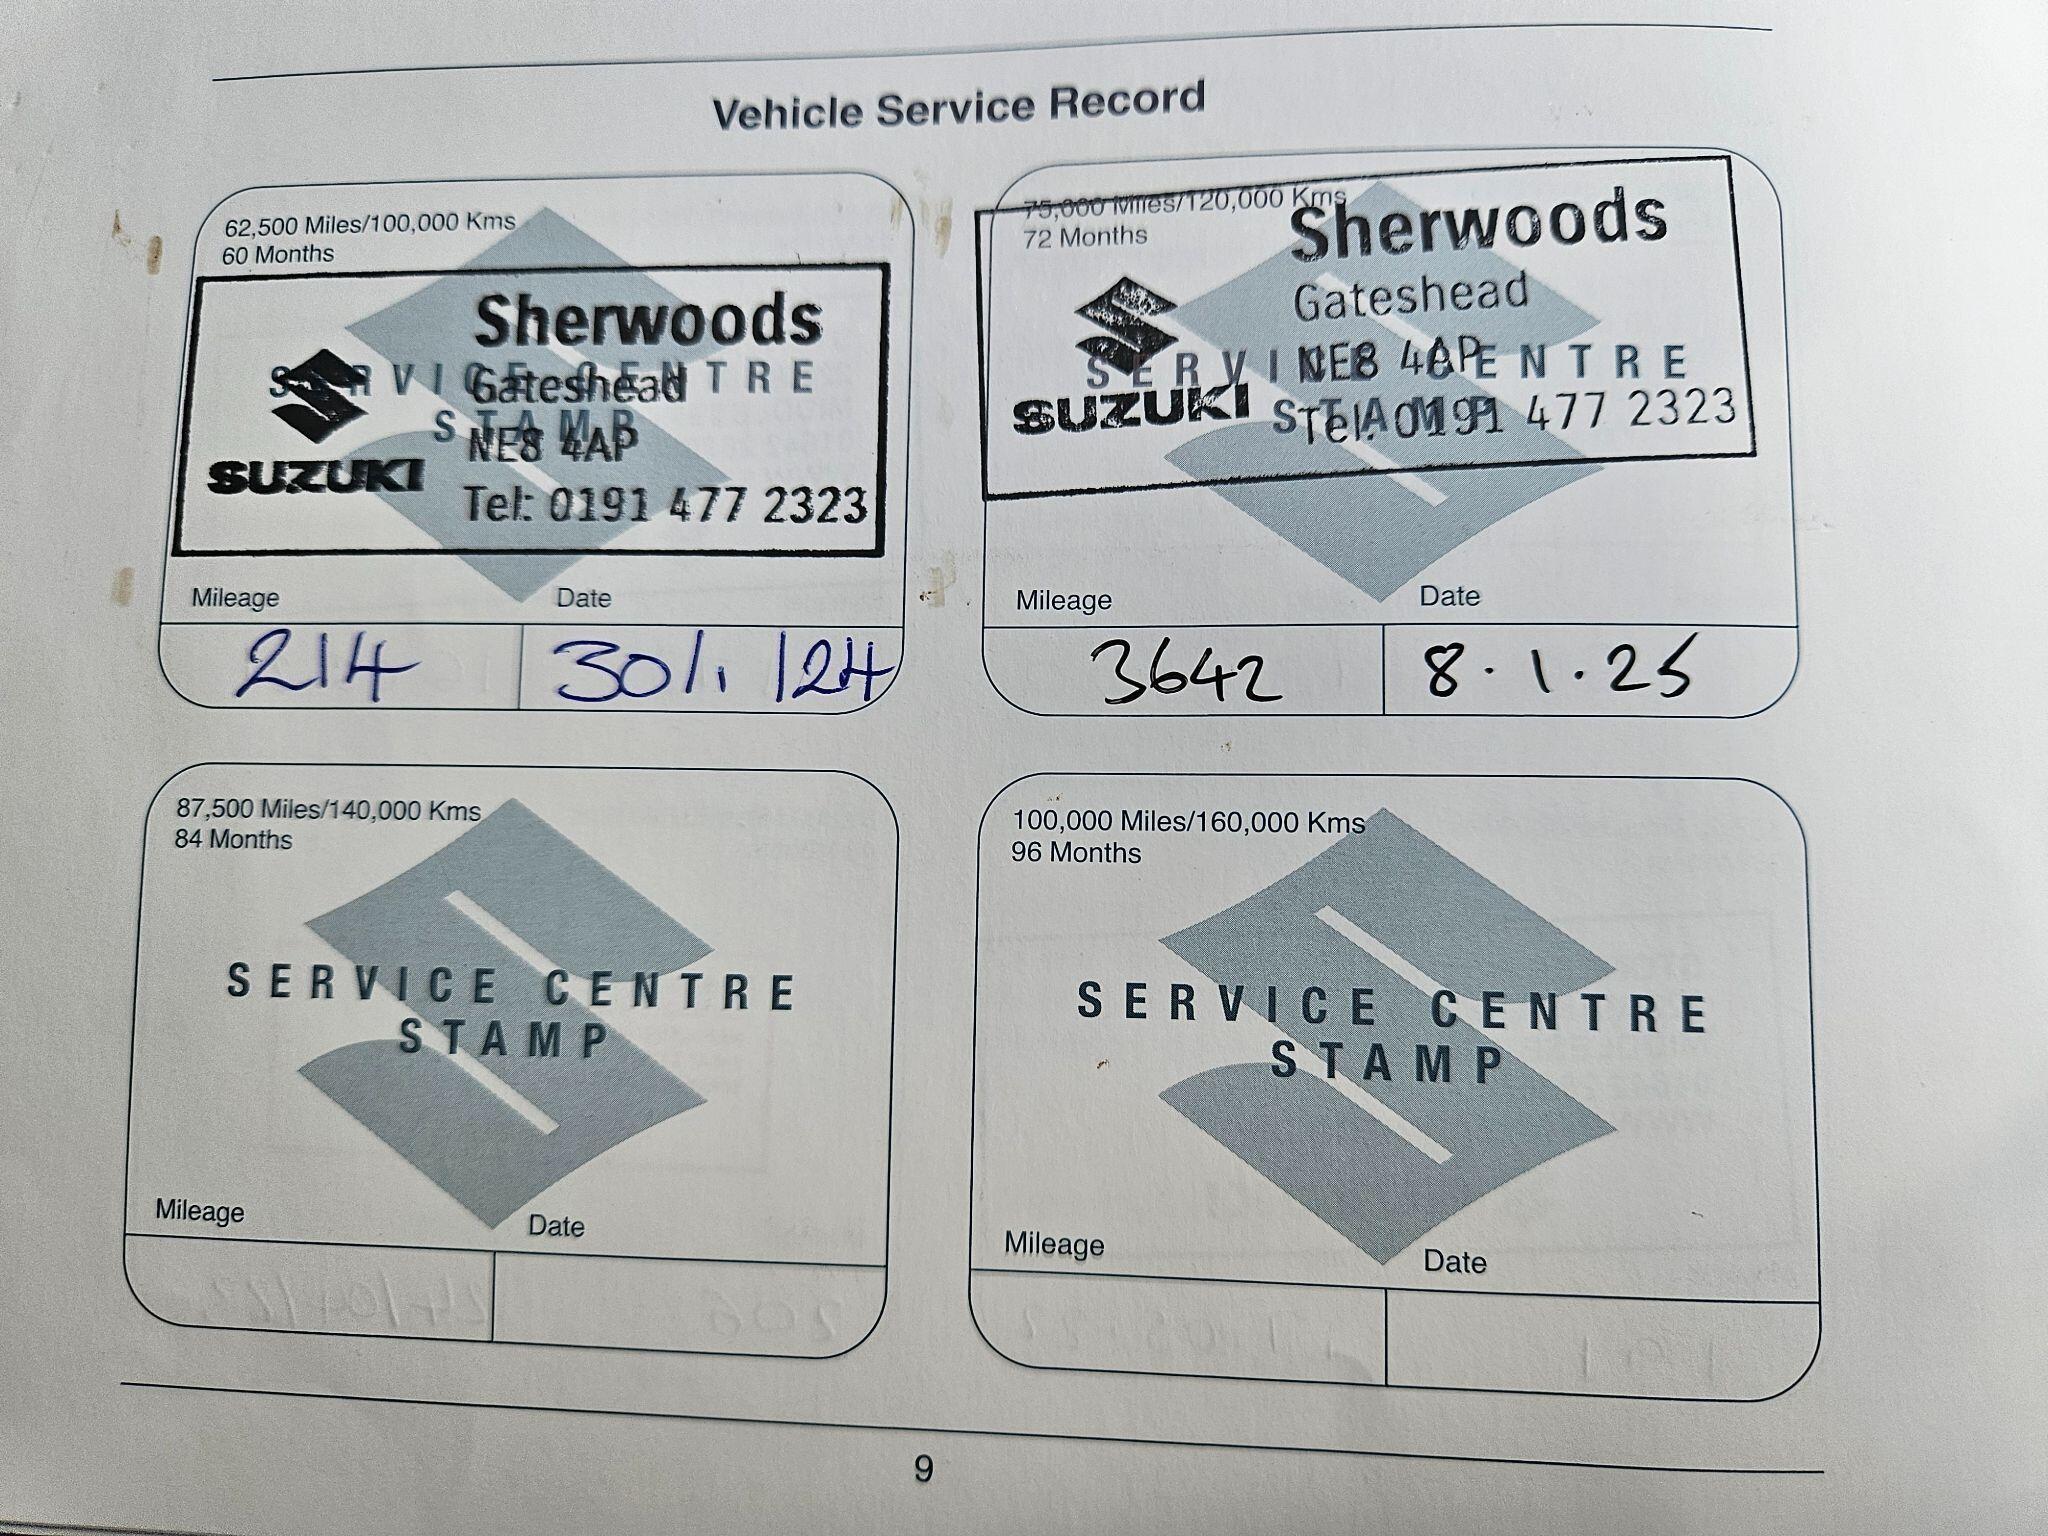 Vehicle Service Record
62,500 Miles/100,000 Kms
60 Months
SERVICE CENTRE
STAMP
Sherwoods
Gateshead
NE8 4AP
Tel: 0191 477 2323
SUZUKI
Mileage Date
214 30/1/24
75,000 Miles/120,000 Kms
72 Months
SERVICE CENTRE
STAMP
Sherwoods
Gateshead
NE8 4AP
Tel: 0191 477 2323
SUZUKI
Mileage Date
3642 8.1.25
87,500 Miles/140,000 Kms
84 Months
SERVICE CENTRE
STAMP
Mileage Date
100,000 Miles/160,000 Kms
96 Months
SERVICE CENTRE
STAMP
Mileage Date
9